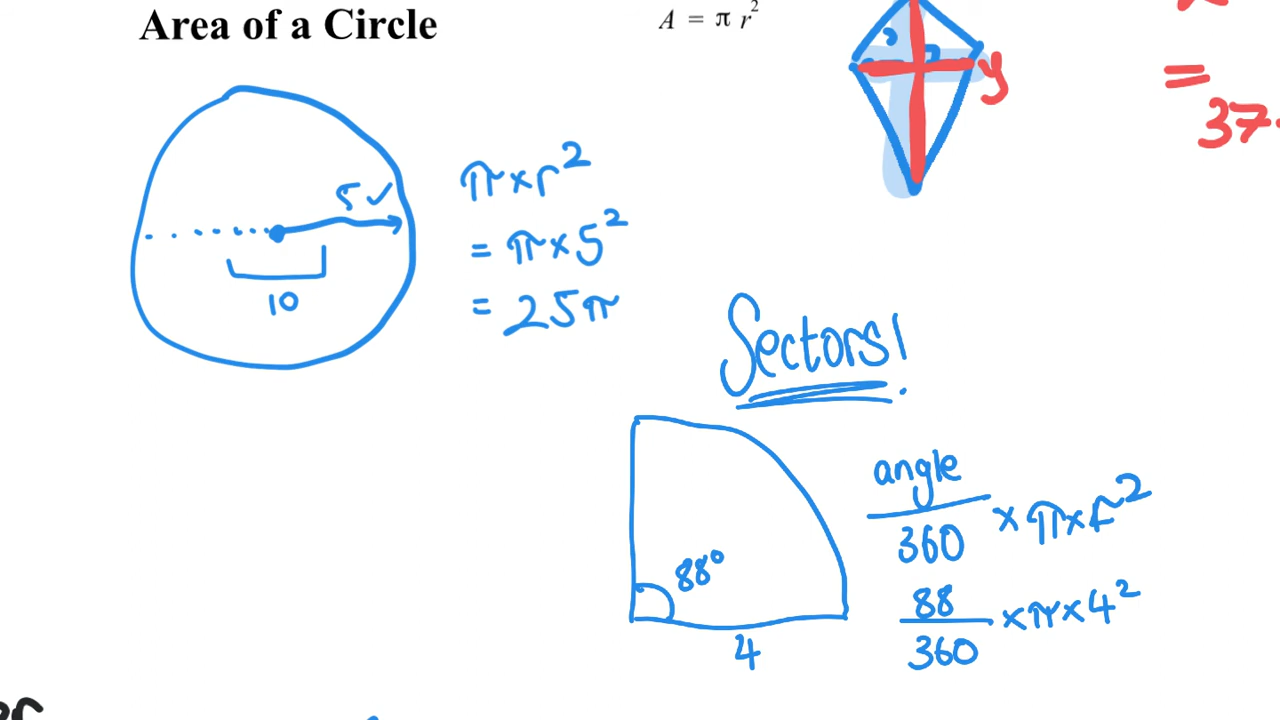 Area of a Circle
A = π r²
y
=
37.
5 ✓
10
π×r²
= π×5²
= 25π
Sectors!
88°
4
angle
360
×π×r²
88
360
×π×4²